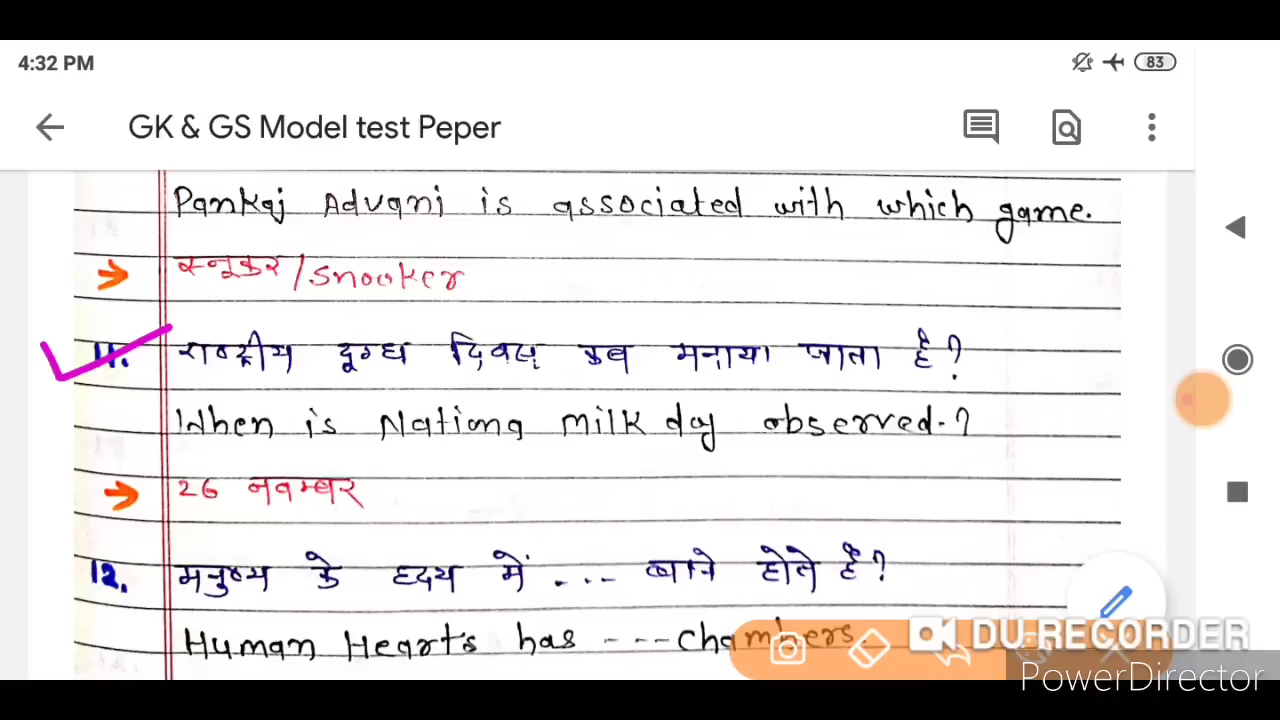 4:32 PM
83
GK & GS Model test Peper
Pankaj Advani is associated with which game.
स्नूकर / Snooker
11. राष्ट्रीय दुग्ध दिवस कब मनाया जाता है?
When is Nationa milk day observed.?
26 नवम्बर
12. मनुष्य के हृदय में .... खाने होते है?
Human Heart's has ---- chambers.
DU RECORDER
PowerDirector